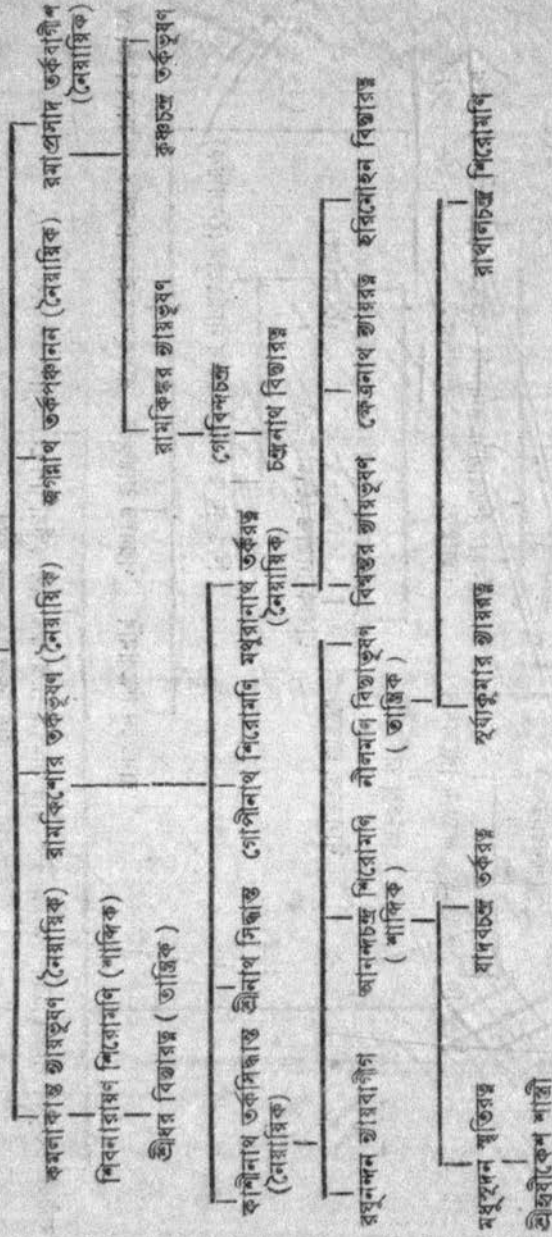 কমলাকান্ত ন্যায়ভূষণ (নৈয়ায়িক) রামকিশোর তর্কভূষণ (নৈয়ায়িক) জগন্নাথ তর্কপঞ্চানন (নৈয়ায়িক) রমাপ্রসাদ তর্কবাগীশ
(নৈয়ায়িক)
শিবনারায়ণ শিরোমণি (শাব্দিক)
শ্রীধর বিদ্যারত্ন ( তান্ত্রিক )
রামকিঙ্কর ন্যায়ভূষণ কৃষ্ণচন্দ্র তর্কভূষণ
গোবিন্দচন্দ্র
চন্দ্রনাথ বিদ্যারত্ন
কাশীনাথ তর্কসিদ্ধান্ত শ্রীনাথ সিদ্ধান্ত গোপীনাথ শিরোমণি মথুরানাথ তর্করত্ন
(নৈয়ায়িক) (নৈয়ায়িক)
রঘুনন্দন ন্যায়বাগীশ আনন্দচন্দ্র শিরোমণি নীলমণি বিদ্যাভূষণ বিশ্বম্ভর ন্যায়ভূষণ ক্ষেত্রনাথ ন্যায়রত্ন হরিমোহন বিদ্যারত্ন
( শাব্দিক ) ( তান্ত্রিক )
মধুসূদন স্মৃতিরত্ন যাদবচন্দ্র তর্করত্ন সূর্য্যকুমার ন্যায়রত্ন রাখালচন্দ্র শিরোমণি
শ্রীহৃষীকেশ শাস্ত্রী